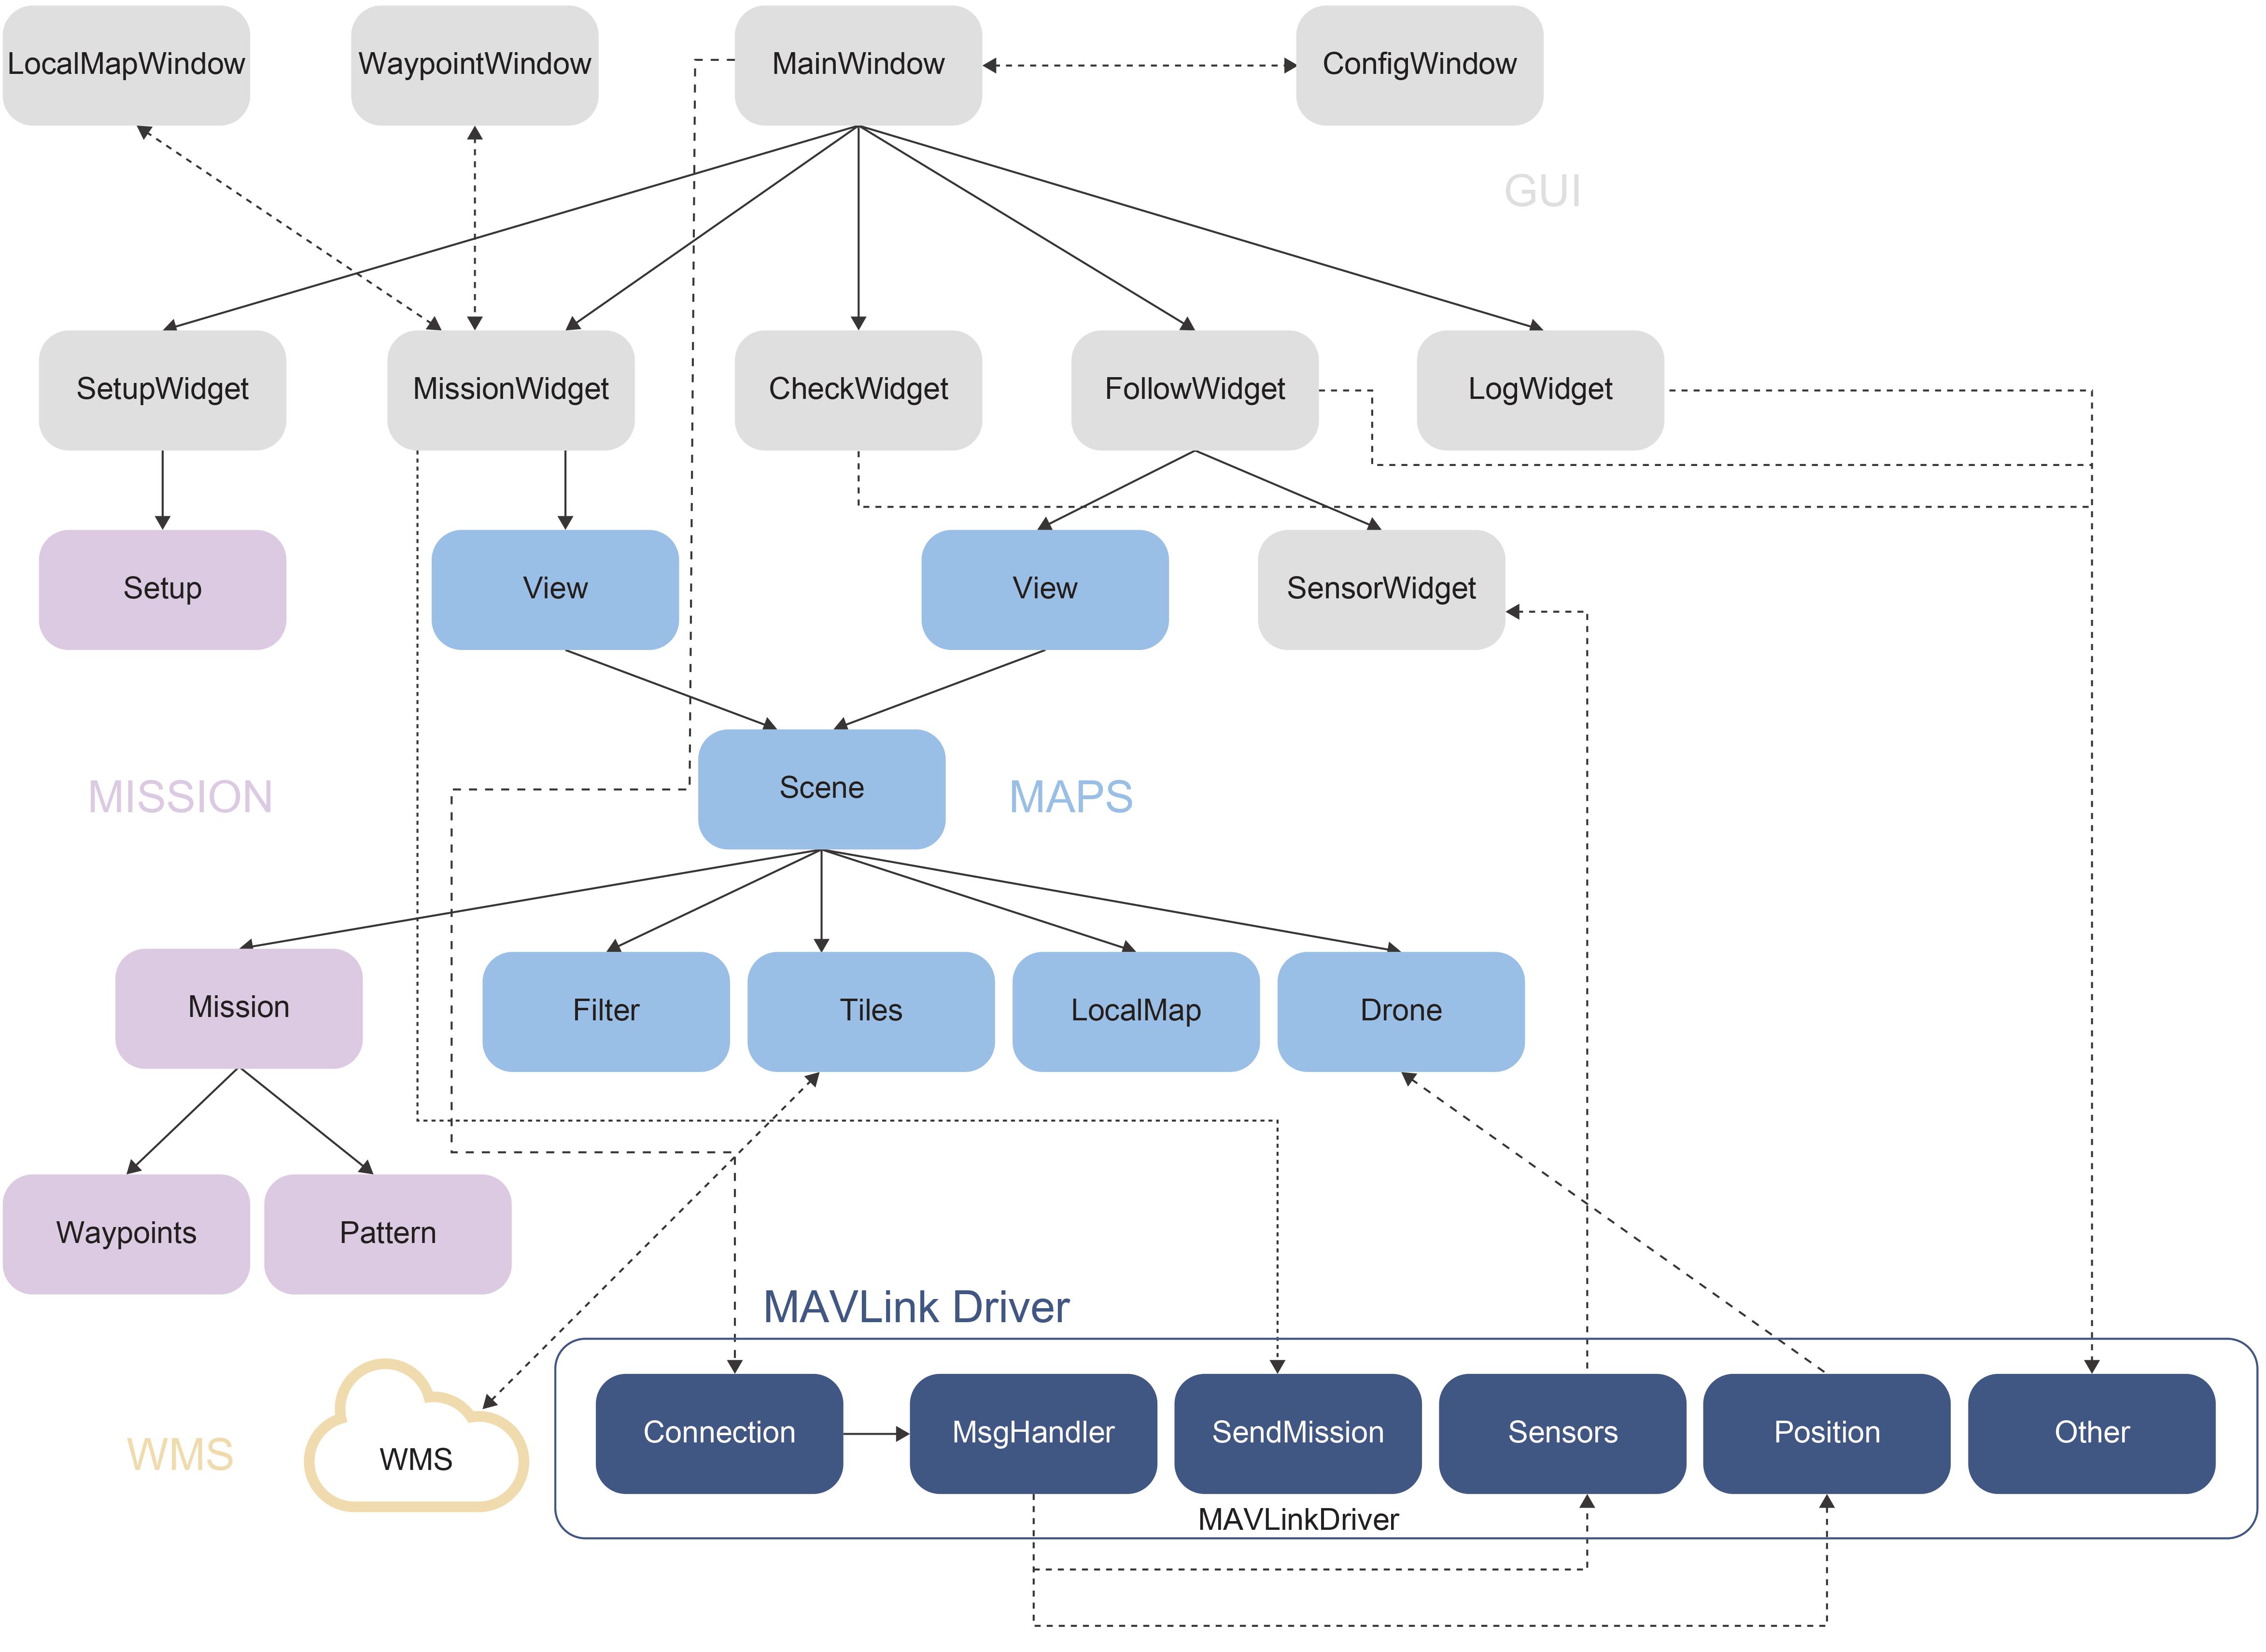 LocalMapWindow
WaypointWindow
MainWindow
ConfigWindow
GUI
SetupWidget
MissionWidget
CheckWidget
FollowWidget
LogWidget
Setup
View
View
SensorWidget
MISSION
Scene
MAPS
Mission
Filter
Tiles
LocalMap
Drone
Waypoints
Pattern
MAVLink Driver
WMS
WMS
Connection
MsgHandler
SendMission
Sensors
Position
Other
MAVLinkDriver